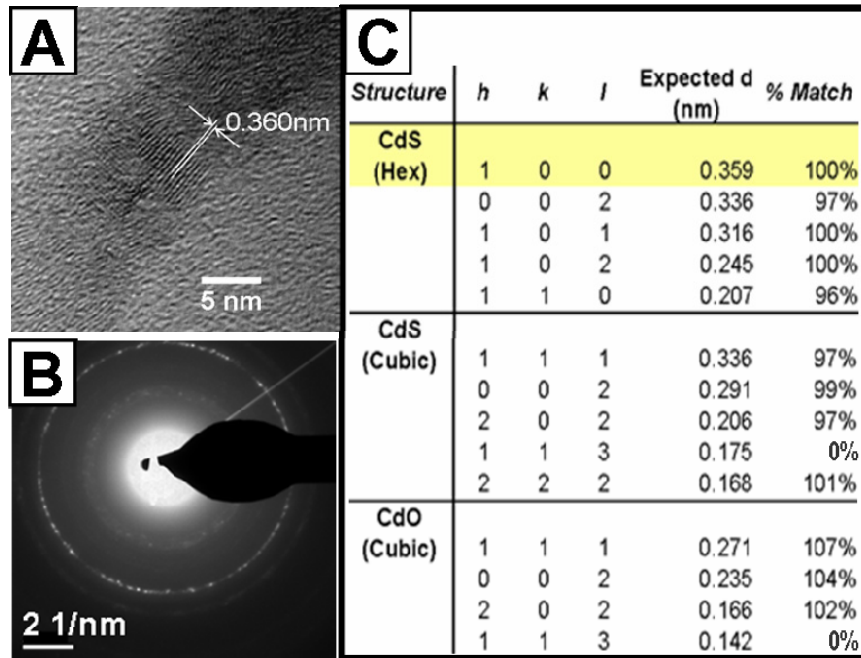 A
0.360nm
5 nm
B
2 1/nm
C
Structure h k l Expected d (nm) % Match
CdS (Hex) 1 0 0 0.359 100%
0 0 2 0.336 97%
1 0 1 0.316 100%
1 0 2 0.245 100%
1 1 0 0.207 96%
CdS (Cubic) 1 1 1 0.336 97%
0 0 2 0.291 99%
2 0 2 0.206 97%
1 1 3 0.175 0%
2 2 2 0.168 101%
CdO (Cubic) 1 1 1 0.271 107%
0 0 2 0.235 104%
2 0 2 0.166 102%
1 1 3 0.142 0%